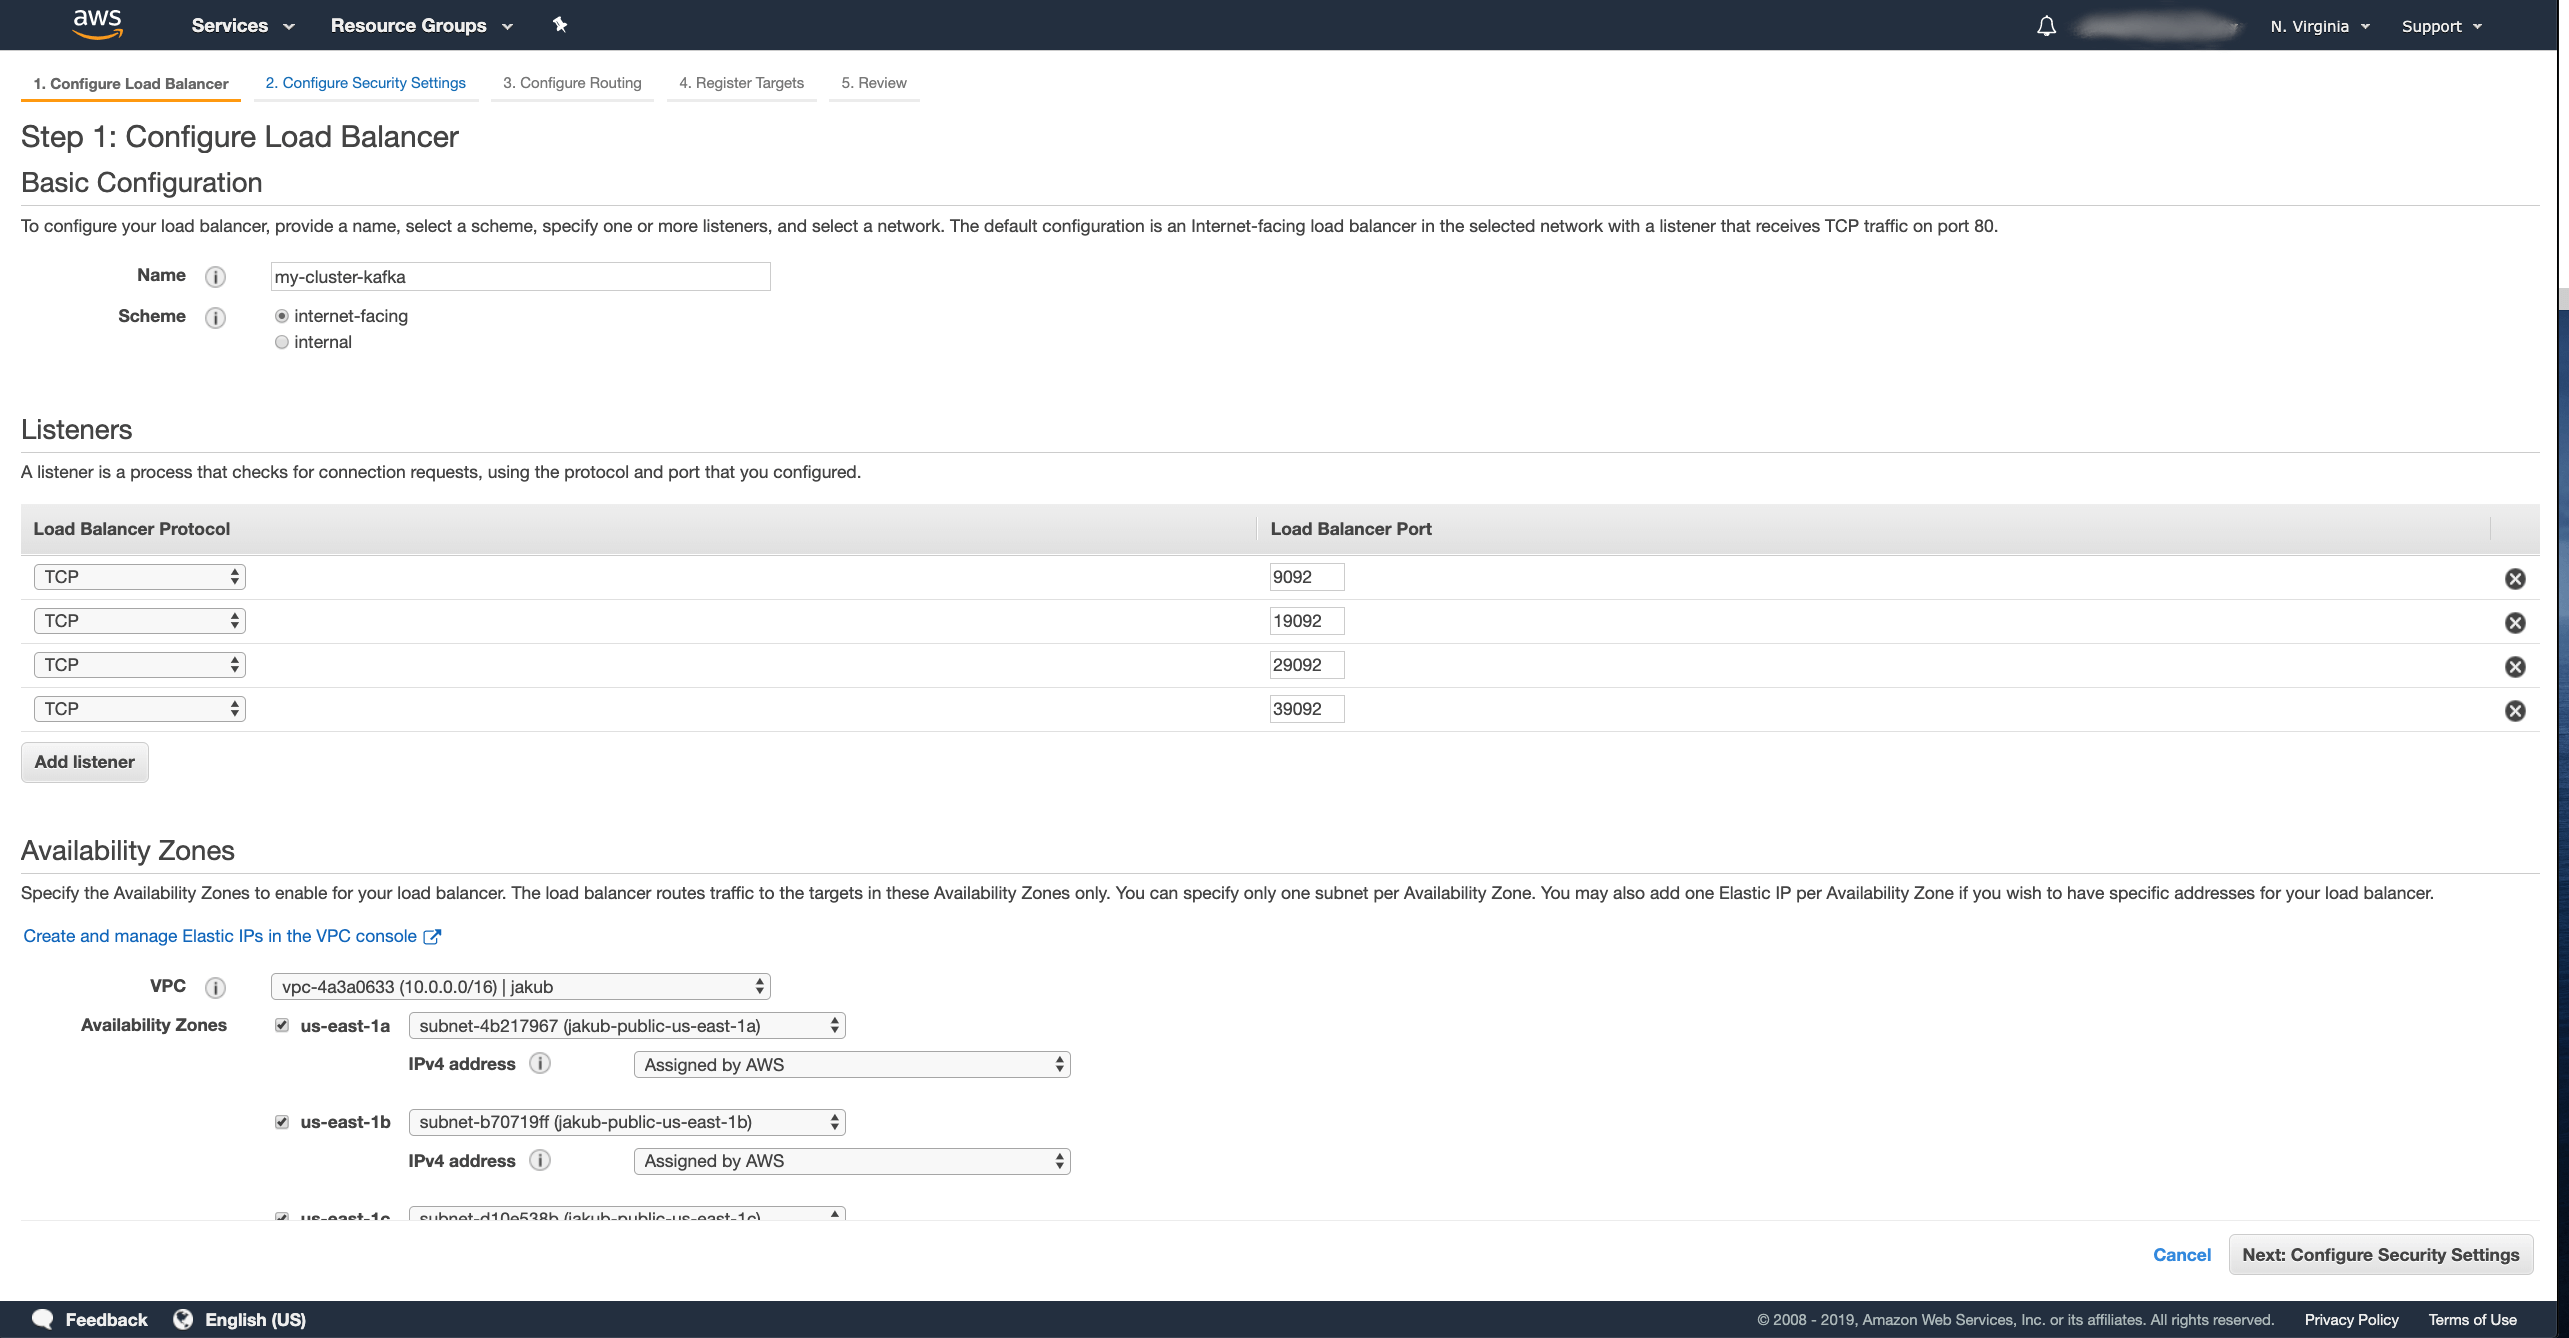 aws Services Resource Groups N. Virginia Support
1. Configure Load Balancer 2. Configure Security Settings 3. Configure Routing 4. Register Targets 5. Review
Step 1: Configure Load Balancer
Basic Configuration
To configure your load balancer, provide a name, select a scheme, specify one or more listeners, and select a network. The default configuration is an Internet-facing load balancer in the selected network with a listener that receives TCP traffic on port 80.
Name i my-cluster-kafka
Scheme i internet-facing
internal
Listeners
A listener is a process that checks for connection requests, using the protocol and port that you configured.
Load Balancer Protocol Load Balancer Port
TCP 9092
TCP 19092
TCP 29092
TCP 39092
Add listener
Availability Zones
Specify the Availability Zones to enable for your load balancer. The load balancer routes traffic to the targets in these Availability Zones only. You can specify only one subnet per Availability Zone. You may also add one Elastic IP per Availability Zone if you wish to have specific addresses for your load balancer.
Create and manage Elastic IPs in the VPC console
VPC i vpc-4a3a0633 (10.0.0.0/16) | jakub
Availability Zones us-east-1a subnet-4b217967 (jakub-public-us-east-1a)
IPv4 address i Assigned by AWS
us-east-1b subnet-b70719ff (jakub-public-us-east-1b)
IPv4 address i Assigned by AWS
us-east-1c subnet-d10e538b (jakub-public-us-east-1c)
Cancel Next: Configure Security Settings
Feedback English (US) © 2008 - 2019, Amazon Web Services, Inc. or its affiliates. All rights reserved. Privacy Policy Terms of Use